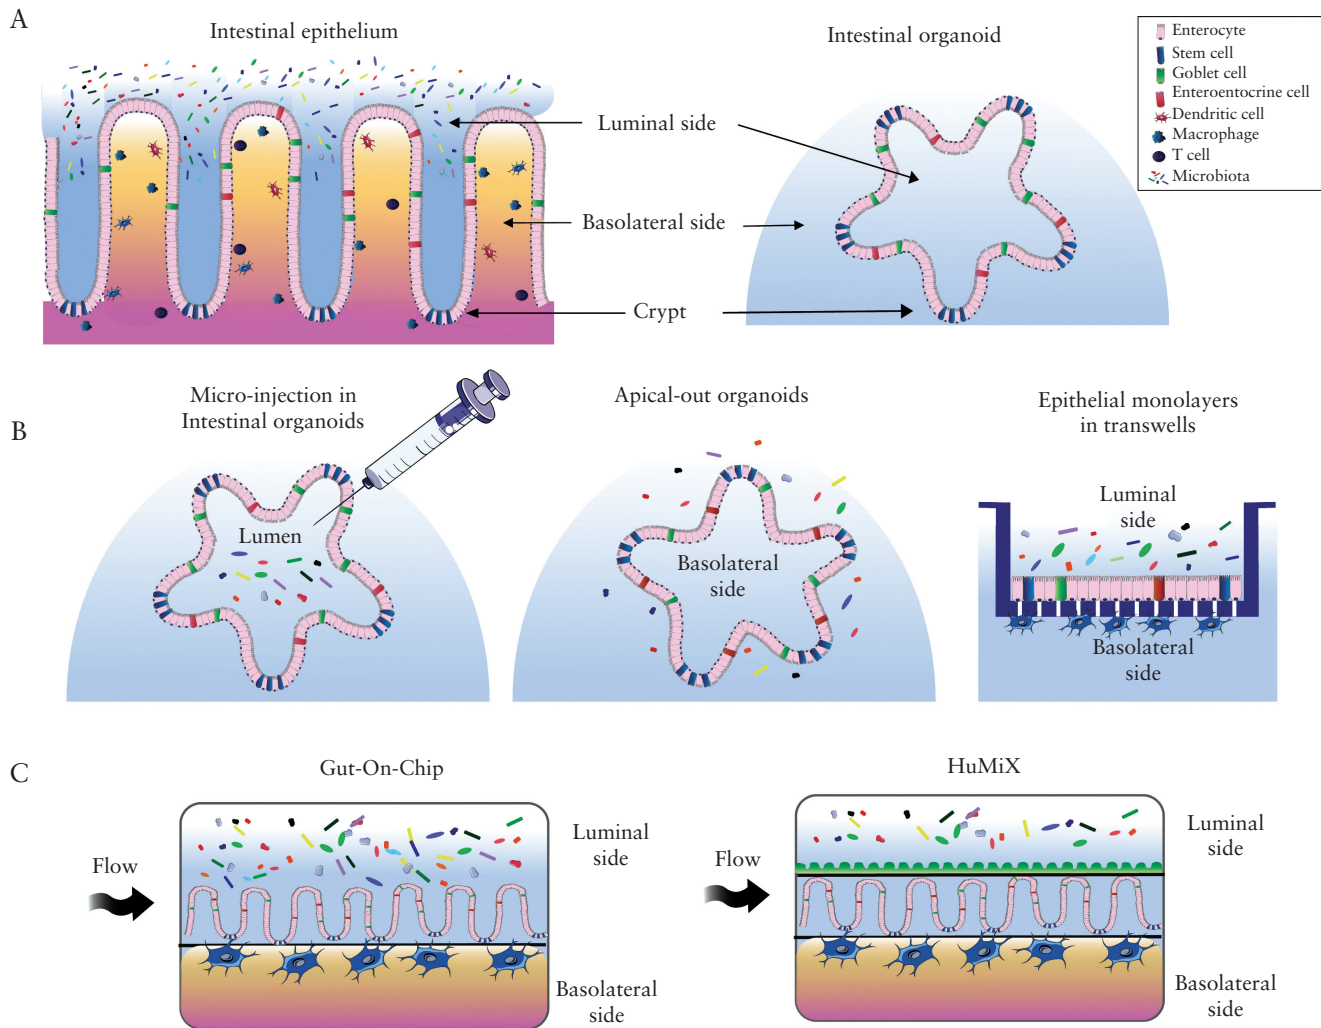 A
Intestinal epithelium
Intestinal organoid
Enterocyte
Stem cell
Goblet cell
Enteroentocrine cell
Dendritic cell
Macrophage
T cell
Microbiota
Luminal side
Basolateral side
Crypt
B
Micro-injection in
Intestinal organoids
Lumen
Apical-out organoids
Basolateral
side
Epithelial monolayers
in transwells
Luminal
side
Basolateral
side
C
Gut-On-Chip
Flow
Luminal
side
Basolateral
side
HuMiX
Flow
Luminal
side
Basolateral
side